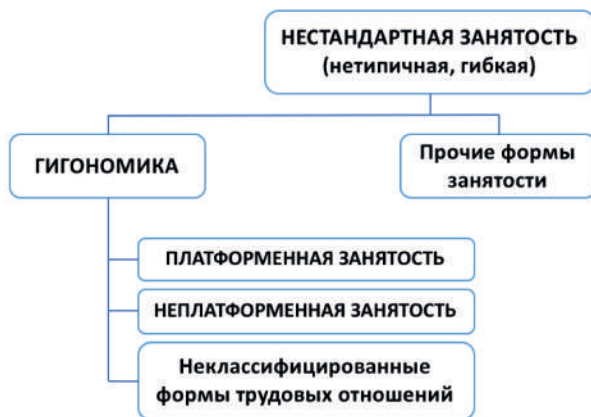 НЕСТАНДАРТНАЯ ЗАНЯТОСТЬ
(нетипичная, гибкая)
ГИГОНОМИКА
Прочие формы
занятости
ПЛАТФОРМЕННАЯ ЗАНЯТОСТЬ
НЕПЛАТФОРМЕННАЯ ЗАНЯТОСТЬ
Неклассифицированные
формы трудовых отношений